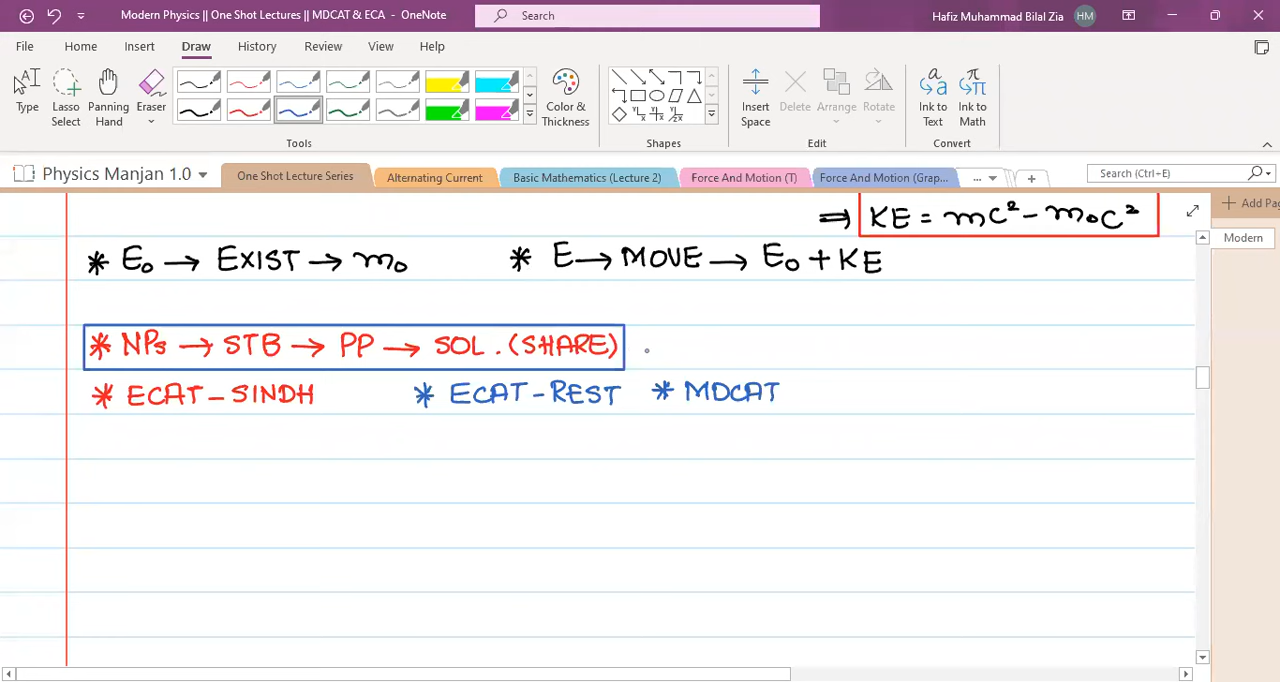 Modern Physics || One Shot Lectures || MDCAT & ECA - OneNote
Search
Hafiz Muhammad Bilal Zia HM
File Home Insert Draw History Review View Help
Type Lasso Select Panning Hand Eraser Color & Thickness Insert Space Delete Arrange Rotate Ink to Text Ink to Math
Tools Shapes Edit Convert
Physics Manjan 1.0 One Shot Lecture Series Alternating Current Basic Mathematics (Lecture 2) Force And Motion (T) Force And Motion (Grap... ... Search (Ctrl+E)
Add Pag
Modern
⇒ KE = mc² - m₀c²
* E₀ → EXIST → m₀ * E → MOVE → E₀ + KE
* NPs → STB → PP → SOL. (SHARE)
* ECAT - SINDH * ECAT - REST * MDCAT